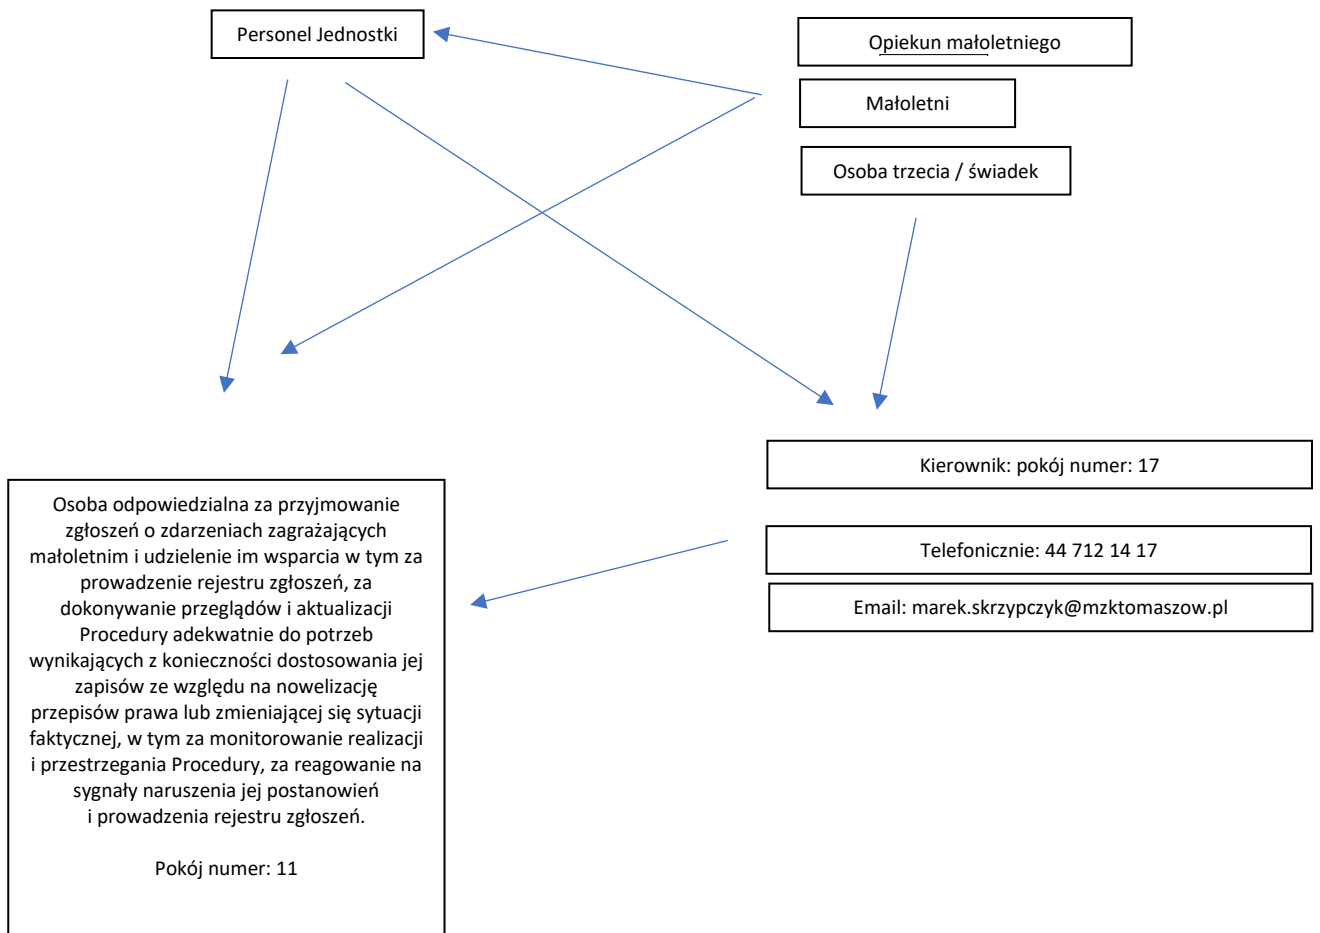 Personel Jednostki
Opiekun małoletniego
Małoletni
Osoba trzecia / świadek
Kierownik: pokój numer: 17
Telefonicznie: 44 712 14 17
Email: marek.skrzypczyk@mzktomaszow.pl
Osoba odpowiedzialna za przyjmowanie
zgłoszeń o zdarzeniach zagrażających
małoletnim i udzielenie im wsparcia w tym za
prowadzenie rejestru zgłoszeń, za
dokonywanie przeglądów i aktualizacji
Procedury adekwatnie do potrzeb
wynikających z konieczności dostosowania jej
zapisów ze względu na nowelizację
przepisów prawa lub zmieniającej się sytuacji
faktycznej, w tym za monitorowanie realizacji
i przestrzegania Procedury, za reagowanie na
sygnały naruszenia jej postanowień
i prowadzenia rejestru zgłoszeń.
Pokój numer: 11